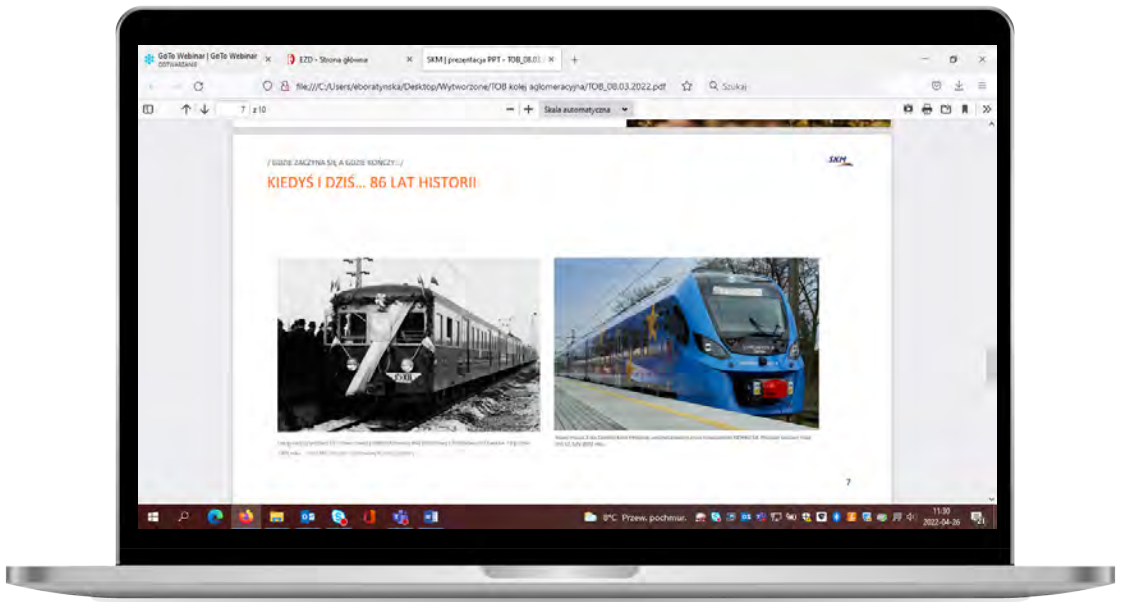 GoTo Webinar | GoTo Webinar
ODTWARZANIE
EZD - Strona główna
SKM | prezentacja PPT - TOB_08.03.
file:///C:/Users/eboratynska/Desktop/Wytworzone/TOB kolej aglomeracyjna/TOB_08.03.2022.pdf
Szukaj
7 z 10
Skala automatyczna
/ GDZIE ZACZYNA SIĘ A GDZIE KOŃCZY... /
SKM
KIEDYŚ I DZIŚ... 86 LAT HISTORII
7
8°C Przew. pochmur.
11:30
2022-04-26
21